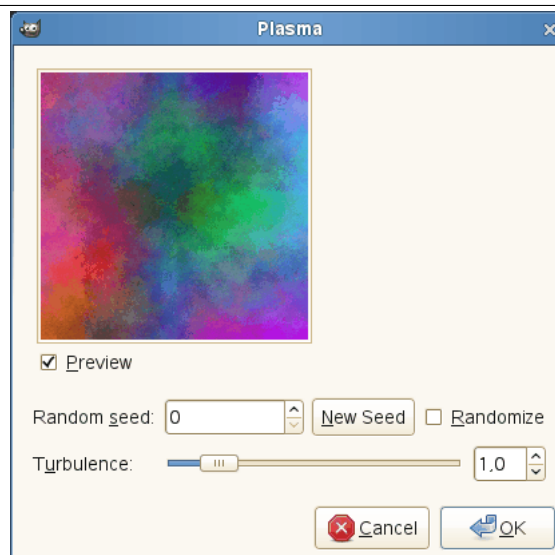 Plasma
Preview
Random seed: 0 New Seed Randomize
Turbulence: 1,0
Cancel OK